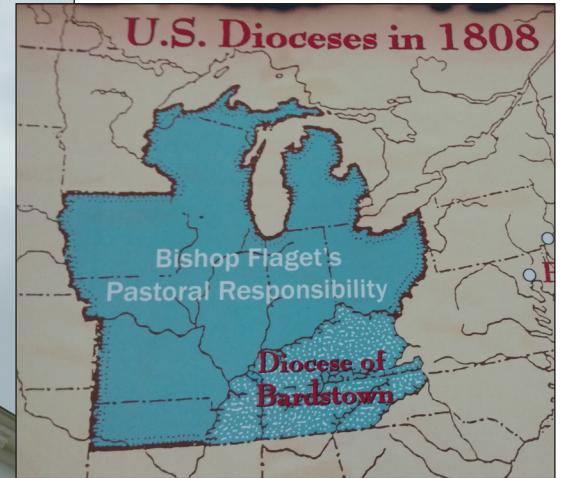 U.S. Dioceses in 1808
Bishop Flaget's
Pastoral Responsibility
Diocese of
Bardstown